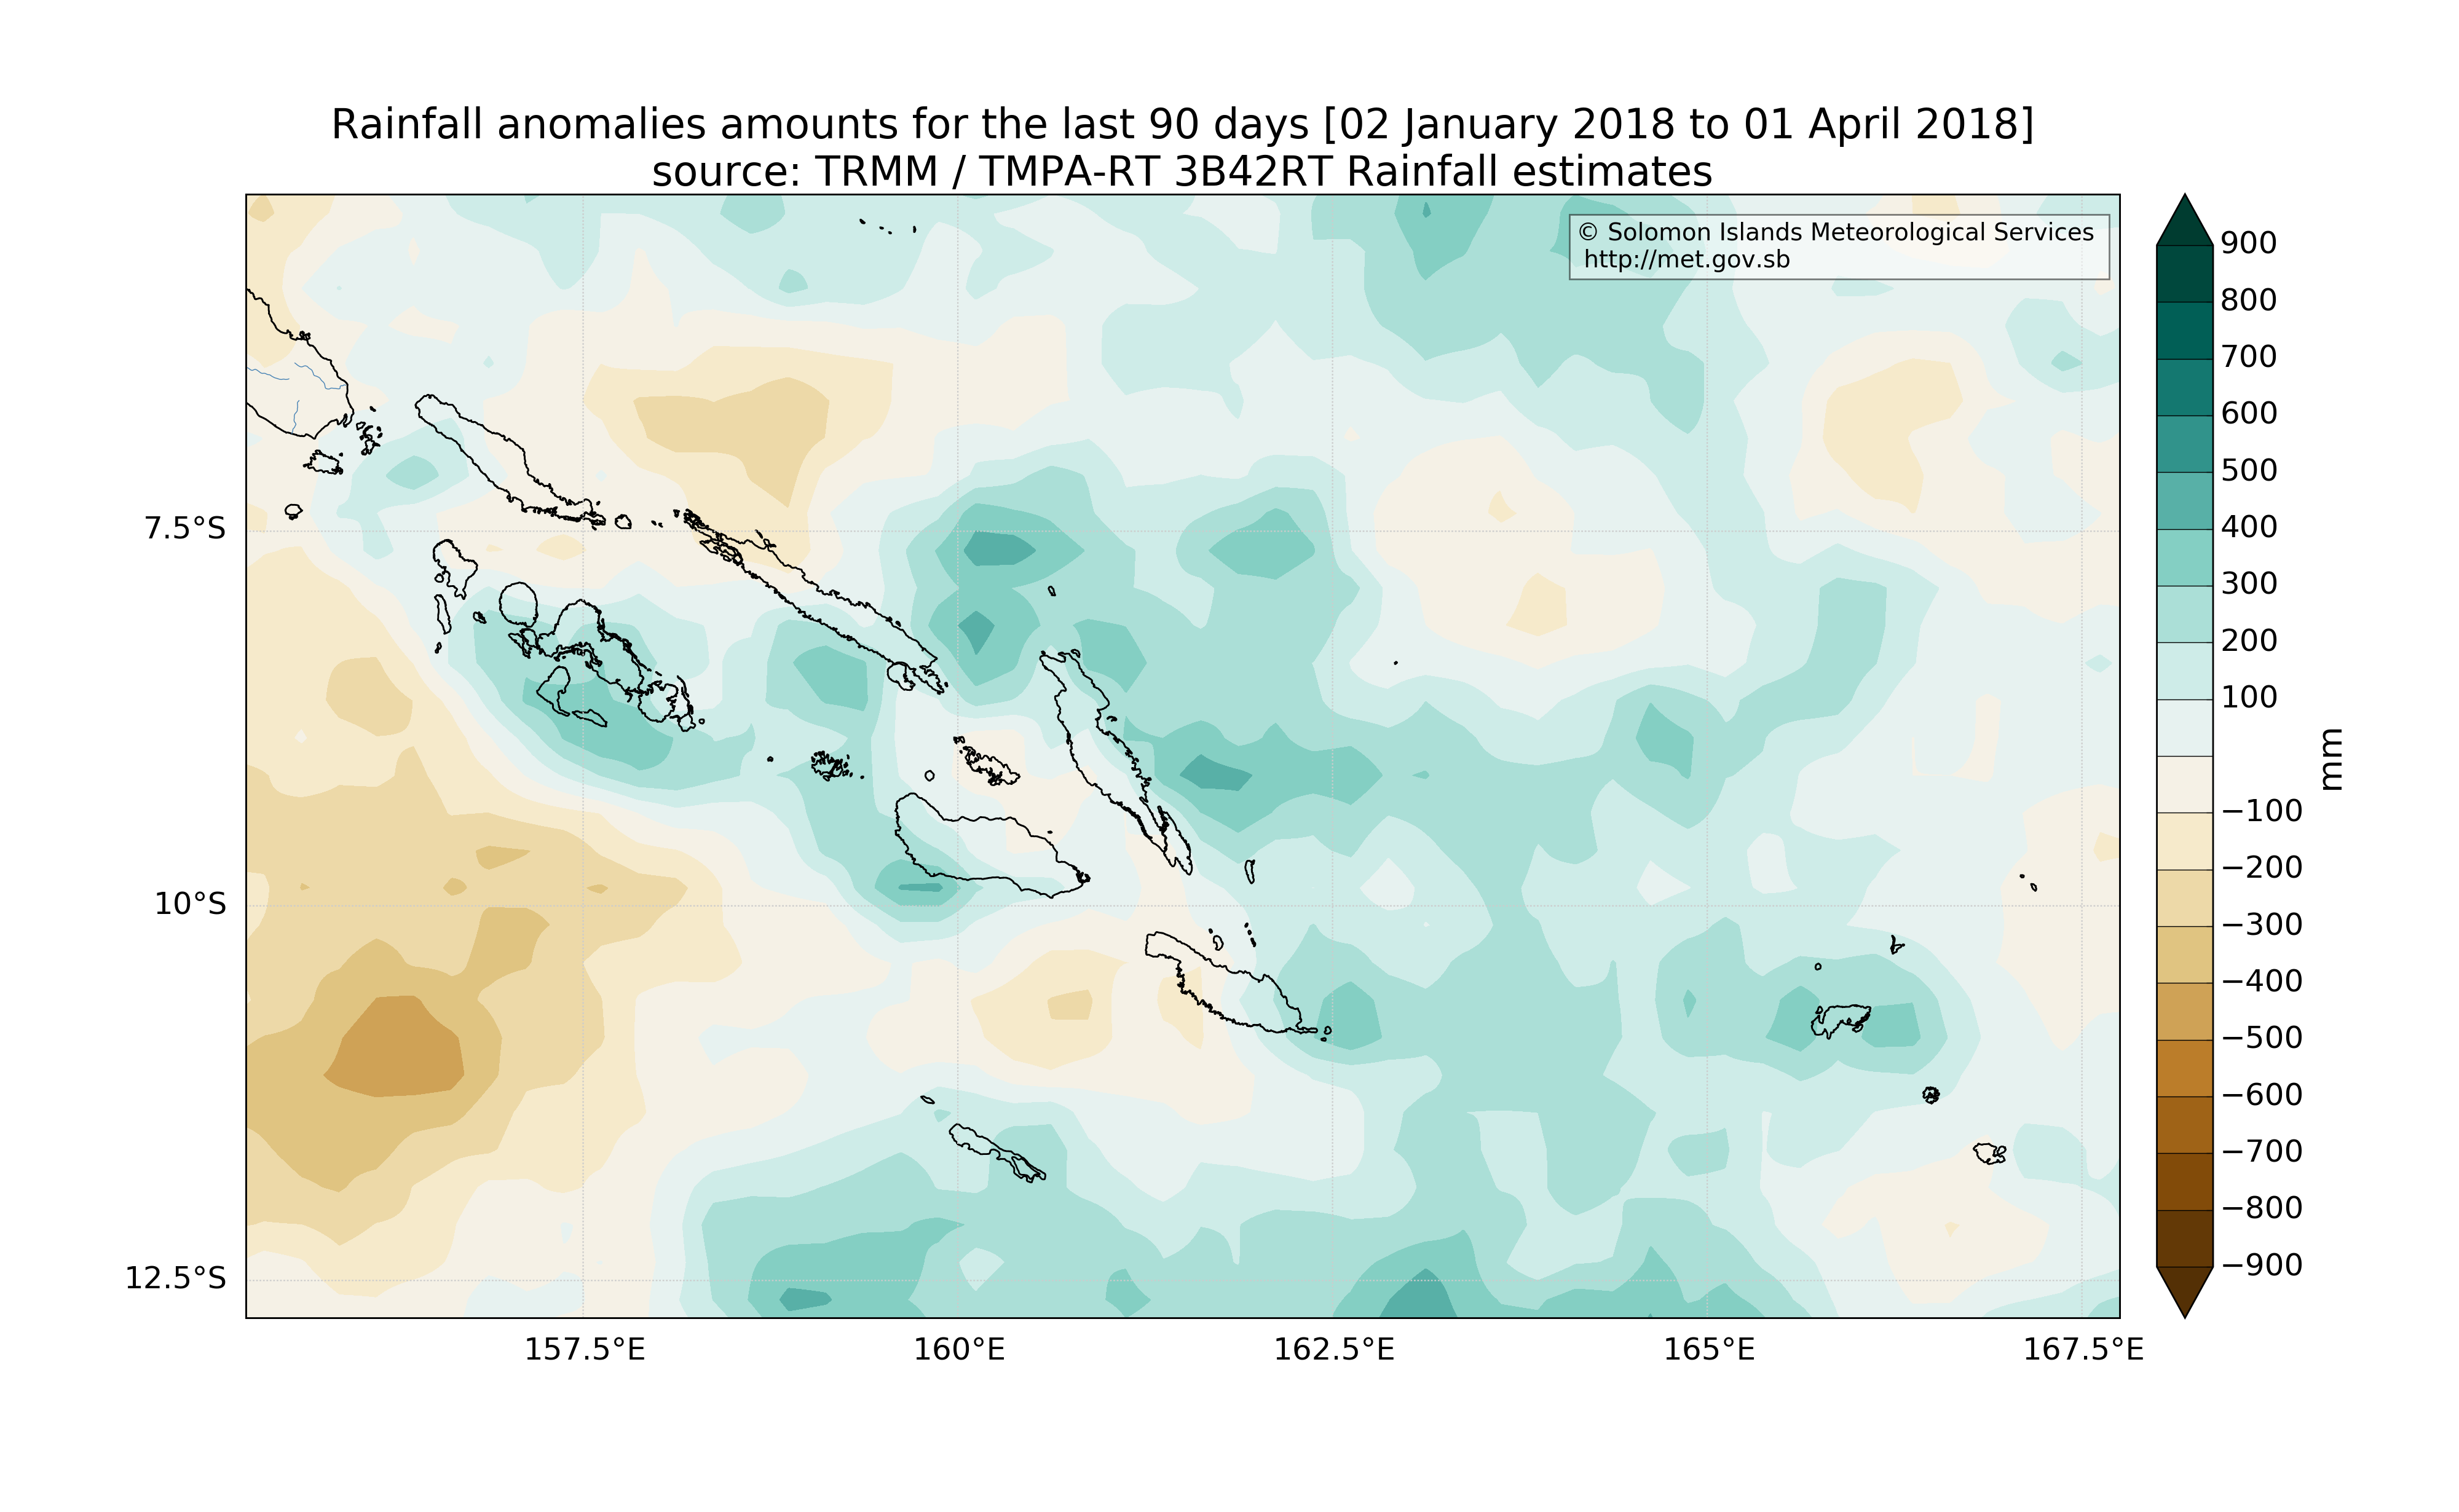 Rainfall anomalies amounts for the last 90 days [02 January 2018 to 01 April 2018]
source: TRMM / TMPA-RT 3B42RT Rainfall estimates
© Solomon Islands Meteorological Services
http://met.gov.sb
7.5°S
10°S
12.5°S
157.5°E
160°E
162.5°E
165°E
167.5°E
900
800
700
600
500
400
300
200
100
−100
−200
−300
−400
−500
−600
−700
−800
−900
mm